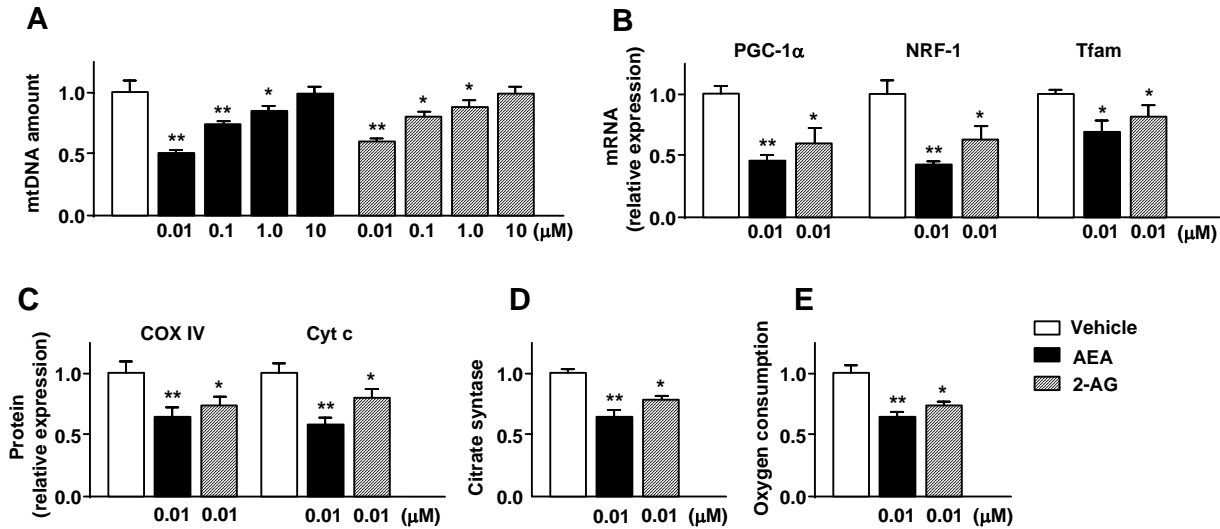 A
mtDNA amount
1.0
0.5
0.0
** ** * ** * *
0.01 0.1 1.0 10 0.01 0.1 1.0 10 (μM)
B
PGC-1α NRF-1 Tfam
mRNA
(relative expression)
1.0
0.5
0.0
** * ** * * *
0.01 0.01 0.01 0.01 0.01 0.01 (μM)
C
COX IV Cyt c
Protein
(relative expression)
1.0
0.5
0.0
** * ** *
0.01 0.01 0.01 0.01 (μM)
D
Citrate syntase
1.0
0.5
0.0
** *
0.01 0.01 (μM)
E
Oxygen consumption
1.0
0.5
0.0
** *
0.01 0.01 (μM)
Vehicle
AEA
2-AG